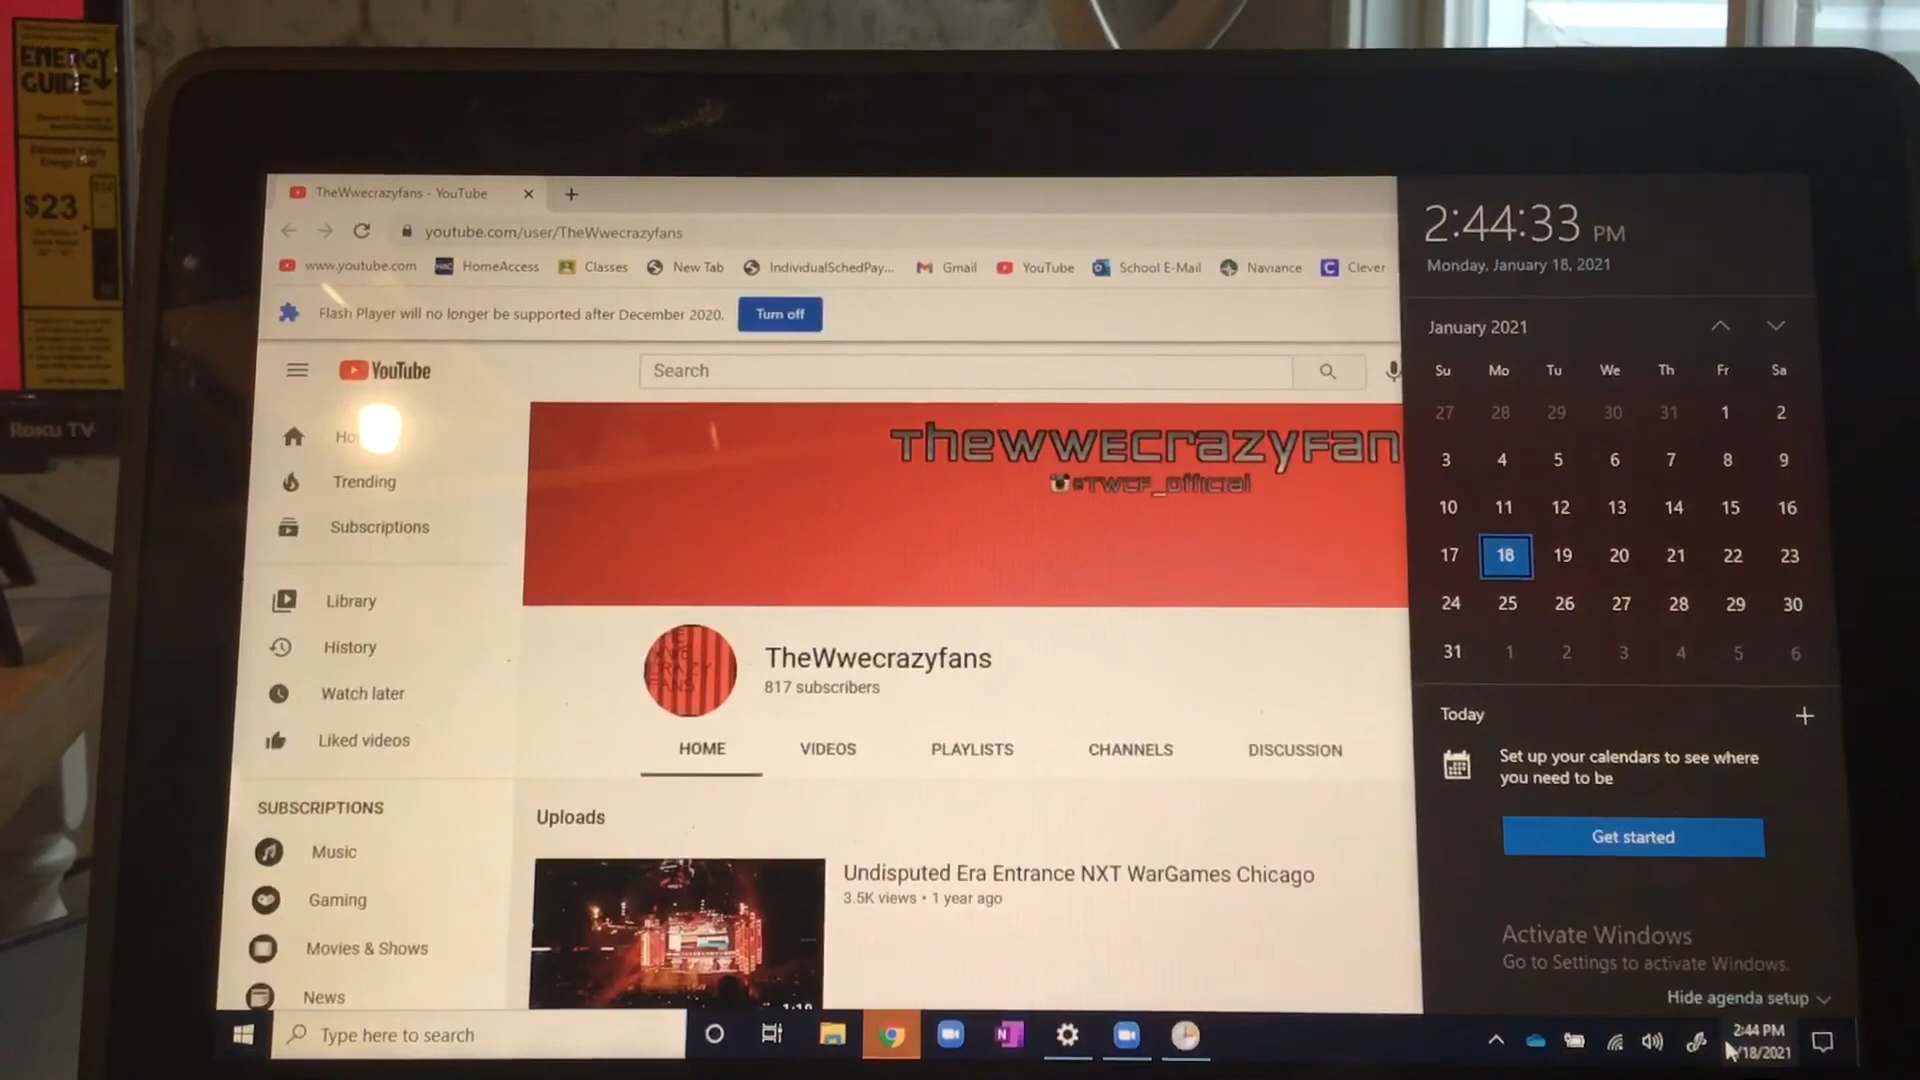 ENERGY
GUIDE
$23
Roku TV
TheWwecrazyfans - YouTube
youtube.com/user/TheWwecrazyfans
www.youtube.com HomeAccess Classes New Tab IndividualSchedPay... Gmail YouTube School E-Mail Naviance Clever
Flash Player will no longer be supported after December 2020. Turn off
YouTube
Search
Trending
Subscriptions
Library
History
Watch later
Liked videos
SUBSCRIPTIONS
Music
Gaming
Movies & Shows
News
TheWWECrazyFan
@TWCF_Official
TheWwecrazyfans
817 subscribers
HOME VIDEOS PLAYLISTS CHANNELS DISCUSSION
Uploads
Undisputed Era Entrance NXT WarGames Chicago
3.5K views • 1 year ago
2:44:33 PM
Monday, January 18, 2021
January 2021
Su Mo Tu We Th Fr Sa
27 28 29 30 31 1 2
3 4 5 6 7 8 9
10 11 12 13 14 15 16
17 18 19 20 21 22 23
24 25 26 27 28 29 30
31 1 2 3 4 5 6
Today
Set up your calendars to see where
you need to be
Get started
Activate Windows
Go to Settings to activate Windows.
Hide agenda setup
Type here to search
2:44 PM
/18/2021